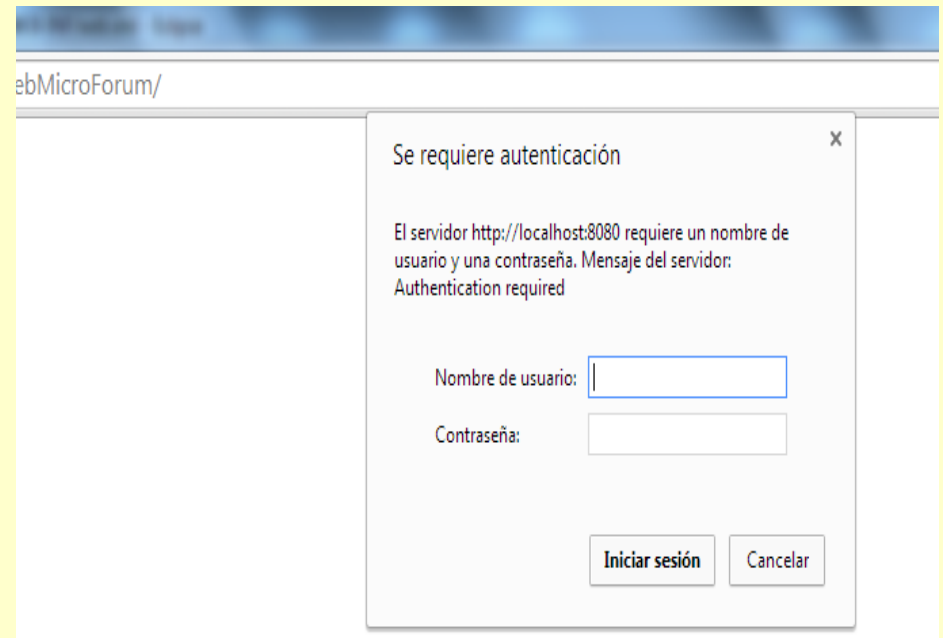 ebMicroForum/
Se requiere autenticación
x
El servidor http://localhost:8080 requiere un nombre de
usuario y una contraseña. Mensaje del servidor:
Authentication required
Nombre de usuario:
Contraseña:
Iniciar sesión
Cancelar